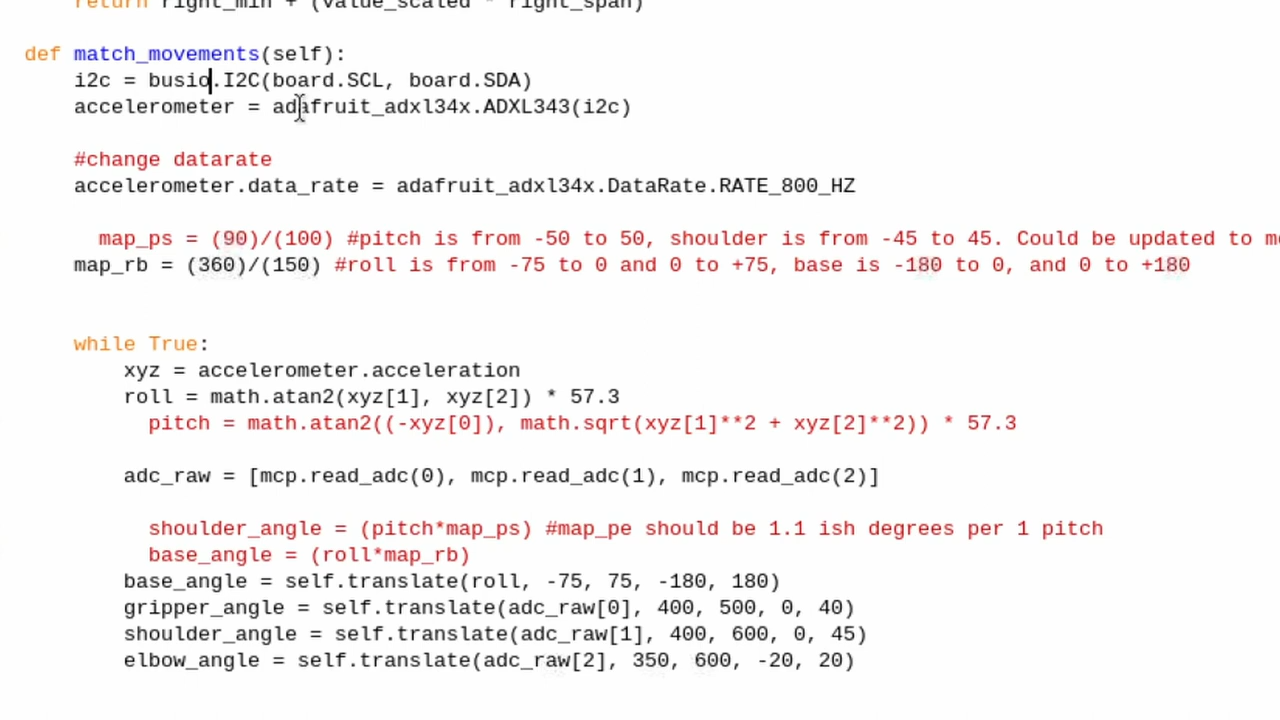 return right_min + (value_scaled * right_span)
def match_movements(self):
i2c = busio.I2C(board.SCL, board.SDA)
accelerometer = adafruit_adxl34x.ADXL343(i2c)
#change datarate
accelerometer.data_rate = adafruit_adxl34x.DataRate.RATE_800_HZ
map_ps = (90)/(100) #pitch is from -50 to 50, shoulder is from -45 to 45. Could be updated to
map_rb = (360)/(150) #roll is from -75 to 0 and 0 to +75, base is -180 to 0, and 0 to +180
while True:
xyz = accelerometer.acceleration
roll = math.atan2(xyz[1], xyz[2]) * 57.3
pitch = math.atan2((-xyz[0]), math.sqrt(xyz[1]**2 + xyz[2]**2)) * 57.3
adc_raw = [mcp.read_adc(0), mcp.read_adc(1), mcp.read_adc(2)]
shoulder_angle = (pitch*map_ps) #map_pe should be 1.1 ish degrees per 1 pitch
base_angle = (roll*map_rb)
base_angle = self.translate(roll, -75, 75, -180, 180)
gripper_angle = self.translate(adc_raw[0], 400, 500, 0, 40)
shoulder_angle = self.translate(adc_raw[1], 400, 600, 0, 45)
elbow_angle = self.translate(adc_raw[2], 350, 600, -20, 20)